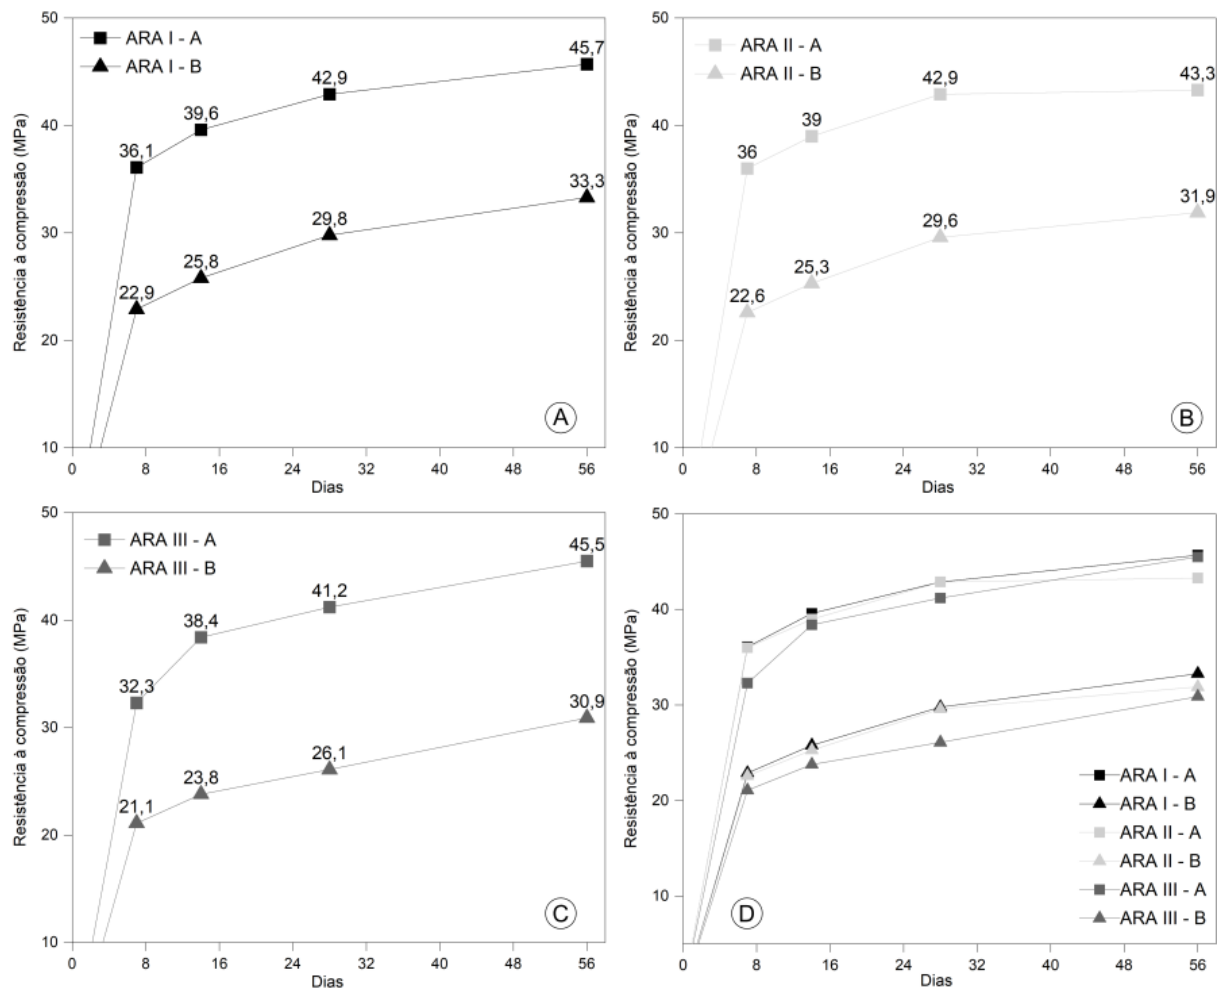 50
40
30
20
10
Resistência à compressão (MPa)
ARA I - A
ARA I - B
36,1
39,6
42,9
45,7
22,9
25,8
29,8
33,3
A
0 8 16 24 32 40 48 56
Dias
50
40
30
20
10
Resistência à compressão (MPa)
ARA II - A
ARA II - B
36
39
42,9
43,3
22,6
25,3
29,6
31,9
B
0 8 16 24 32 40 48 56
Dias
50
40
30
20
10
Resistência à compressão (MPa)
ARA III - A
ARA III - B
32,3
38,4
41,2
45,5
21,1
23,8
26,1
30,9
C
0 8 16 24 32 40 48 56
Dias
50
40
30
20
10
Resistência à compressão (MPa)
ARA I - A
ARA I - B
ARA II - A
ARA II - B
ARA III - A
ARA III - B
D
0 8 16 24 32 40 48 56
Dias